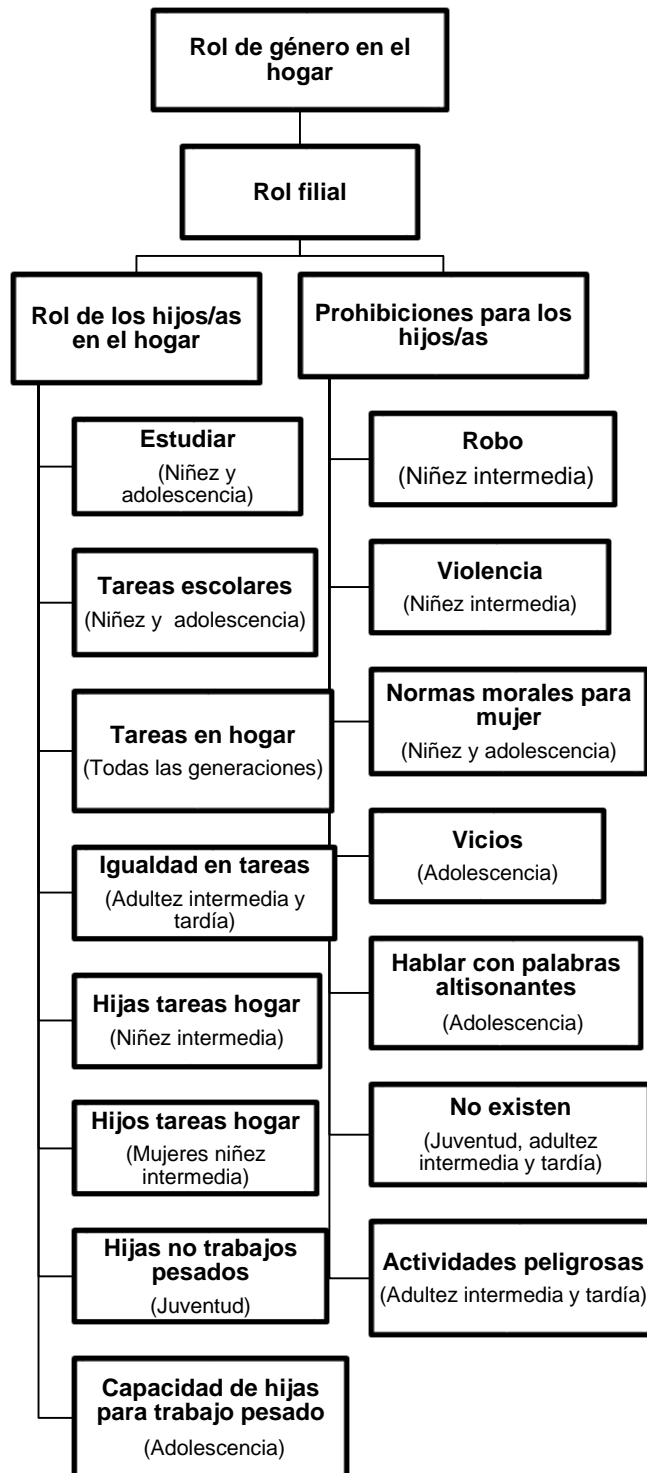 Rol de género en el
hogar
Rol filial
Rol de los hijos/as
en el hogar
Estudiar
(Niñez y
adolescencia)
Tareas escolares
(Niñez y adolescencia)
Tareas en hogar
(Todas las generaciones)
Igualdad en tareas
(Adultez intermedia y
tardía)
Hijas tareas hogar
(Niñez intermedia)
Hijos tareas hogar
(Mujeres niñez
intermedia)
Hijas no trabajos
pesados
(Juventud)
Capacidad de hijas
para trabajo pesado
(Adolescencia)
Prohibiciones para los
hijos/as
Robo
(Niñez intermedia)
Violencia
(Niñez intermedia)
Normas morales para
mujer
(Niñez y adolescencia)
Vicios
(Adolescencia)
Hablar con palabras
altisonantes
(Adolescencia)
No existen
(Juventud, adultez
intermedia y tardía)
Actividades peligrosas
(Adultez intermedia y tardía)